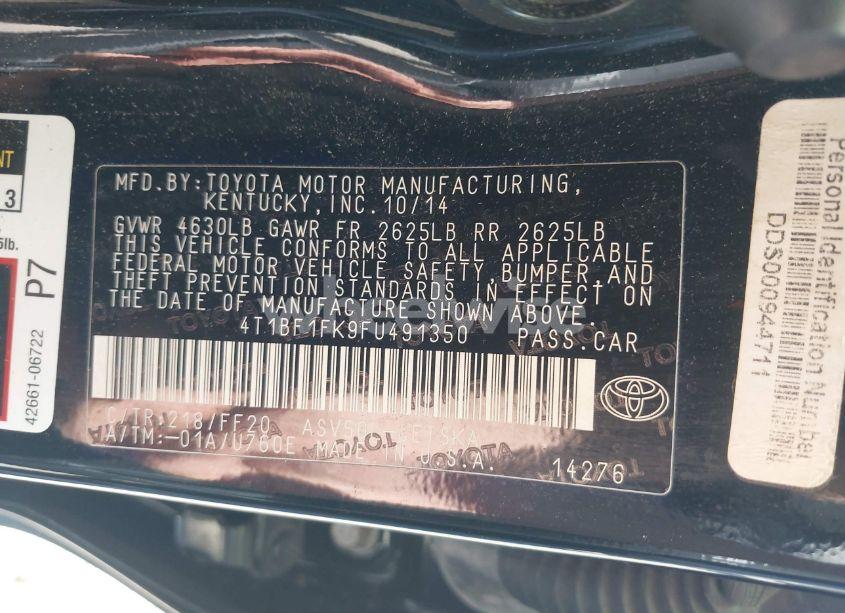 MFD.BY:TOYOTA MOTOR MANUFACTURING,
KENTUCKY,INC.10/14
GVWR 4630LB GAWR FR 2625LB RR 2625LB
THIS VEHICLE CONFORMS TO ALL APPLICABLE
FEDERAL MOTOR VEHICLE SAFETY, BUMPER,AND
THEFT PREVENTION STANDARDS IN EFFECT ON
THE DATE OF MANUFACTURE SHOWN ABOVE
4T1BF1FK9FU491350 PASS.CAR
C/TR:218/FF20
A/TM:-01A/U760E MADE IN U.S.A. 14276
TOYOTA
P7
42661-06722
3
Personal Identification Number